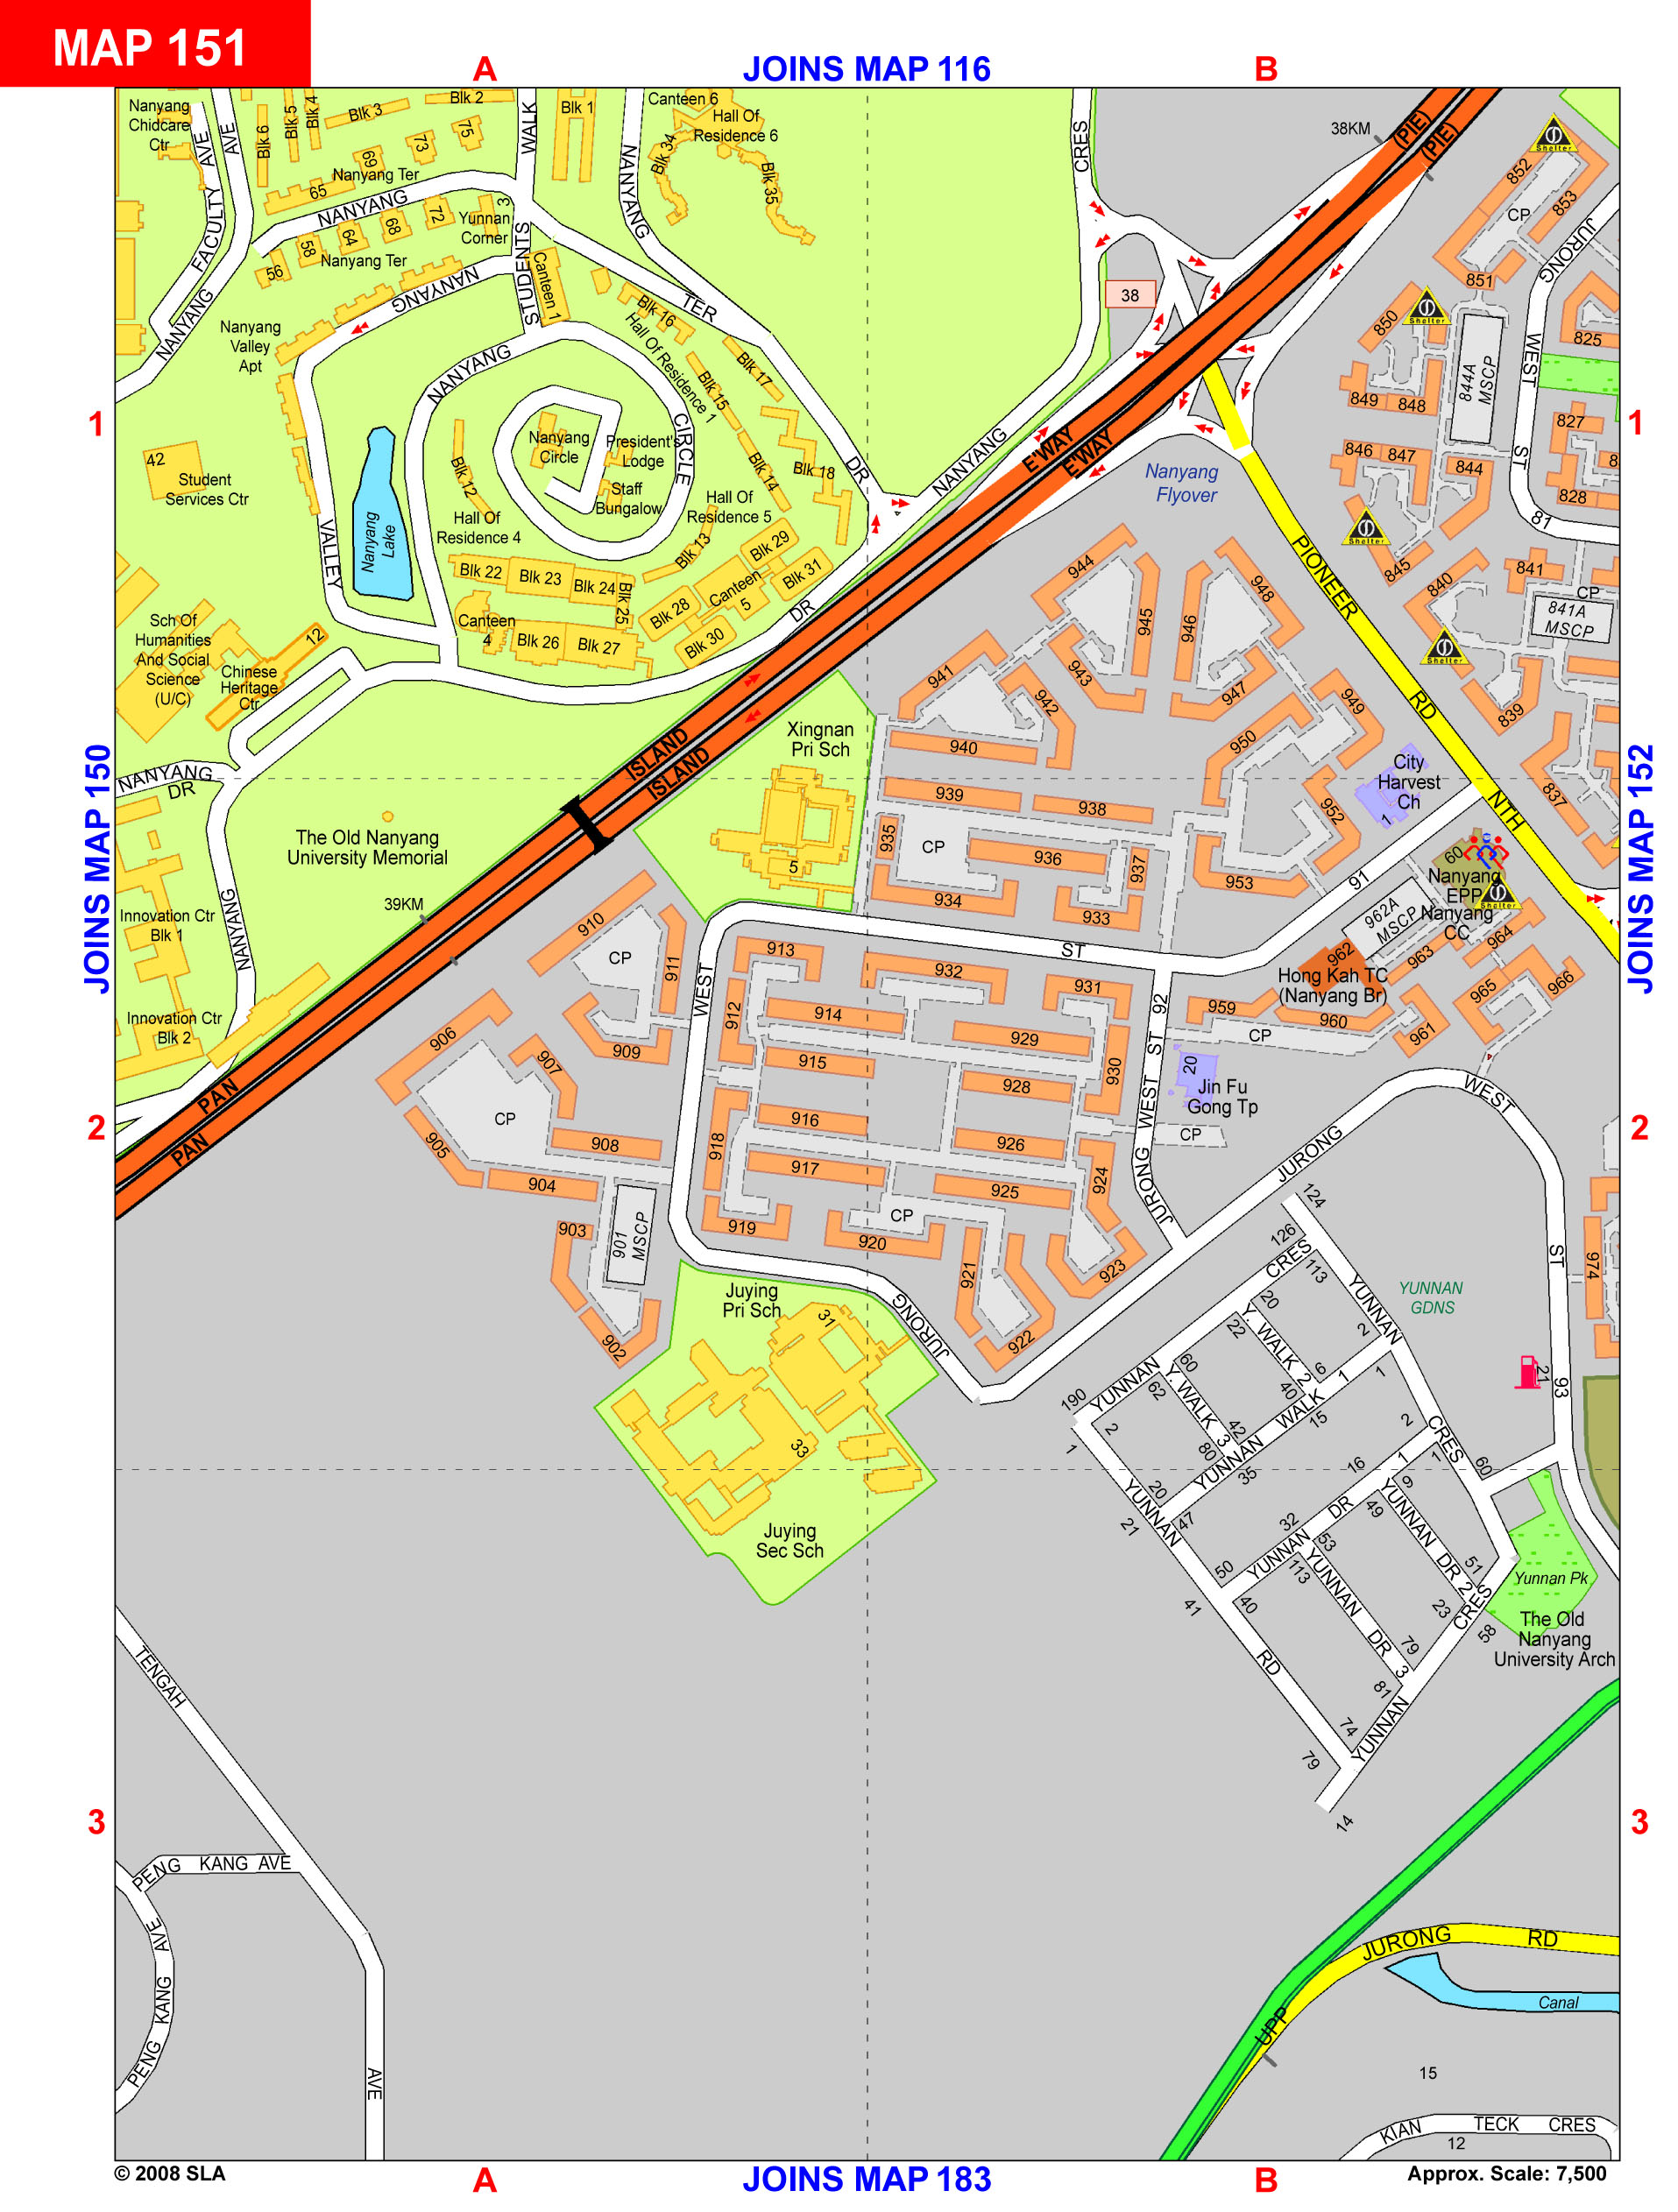 MAP 151
A
JOINS MAP 116
B
Nanyang
Chidcare
Ctr
FACULTY AVE
NANYANG AVE
Blk 6
Blk 5
Blk 4
Blk 3
Blk 2
WALK
Blk 1
Canteen 6
Hall Of
Residence 6
Blk 34
Blk 35
CRES
38KM
(PIE)
(PIE)
Shelter
852
853
CP
851
JURONG
69
73
75
Nanyang Ter
65
NANYANG
3
Yunnan
Corner
72
68
64
58
56
Nanyang Ter
STUDENTS
Canteen 1
NANYANG
NANYANG
TER
38
Nanyang
Valley
Apt
NANYANG
Blk 16
Hall Of Residence 1
Blk 17
Blk 15
Blk 14
Blk 18
CIRCLE
850
Shelter
844A
MSCP
825
WEST
849
848
827
1
1
42
Student
Services Ctr
Nanyang
Lake
VALLEY
Blk 12
Nanyang
Circle
President's
Lodge
Staff
Bungalow
Hall Of
Residence 4
Hall Of
Residence 5
DR
NANYANG
E'WAY
E'WAY
Nanyang
Flyover
846
847
844
ST
828
81
Shelter
845
Blk 13
Blk 22
Blk 23
Blk 24
Blk 25
Blk 29
Canteen
5
Blk 31
Blk 28
Blk 30
DR
Canteen
4
Blk 26
Blk 27
944
945
946
948
PIONEER
840
841
CP
841A
MSCP
Shelter
Sch Of
Humanities
And Social
Science
(U/C)
12
Chinese
Heritage
Ctr
941
942
943
947
949
RD
839
NANYANG
DR
ISLAND
ISLAND
Xingnan
Pri Sch
5
940
950
City
Harvest
Ch
1
837
NTH
JOINS MAP 150
JOINS MAP 152
The Old Nanyang
University Memorial
939
938
952
935
CP
936
937
953
91
60
Nanyang
EPP
Shelter
Nanyang
CC
962A
MSCP
934
933
39KM
Innovation Ctr
Blk 1
NANYANG
910
CP
911
WEST
913
ST
932
931
962
Hong Kah TC
(Nanyang Br)
963
964
965
966
Innovation Ctr
Blk 2
906
907
909
912
914
929
930
92
959
960
CP
961
915
928
20
Jin Fu
Gong Tp
PAN
PAN
CP
905
904
908
918
916
917
926
925
924
WEST ST
CP
JURONG
WEST
2
2
903
901
MSCP
902
919
CP
920
921
922
923
JURONG
124
126
CRES
113
YUNNAN
YUNNAN
GDNS
ST
974
Juying
Pri Sch
31
33
JURONG
20
22
Y. WALK 2
2
60
62
Y. WALK 3
40
6
1
1
190
YUNNAN
2
1
42
80
YUNNAN WALK
15
35
2
CRES
21
93
20
21
YUNNAN
47
16
1
1
60
9
49
YUNNAN DR 2
DR
32
53
113
YUNNAN
YUNNAN DR 3
51
50
40
41
23
CRES
58
79
81
Juying
Sec Sch
Yunnan Pk
The Old
Nanyang
University Arch
RD
74
79
YUNNAN
14
TENGAH
PENG KANG AVE
PENG KANG AVE
AVE
3
3
JURONG RD
UPP
Canal
15
KIAN TECK CRES
12
© 2008 SLA
A
JOINS MAP 183
B
Approx. Scale: 7,500